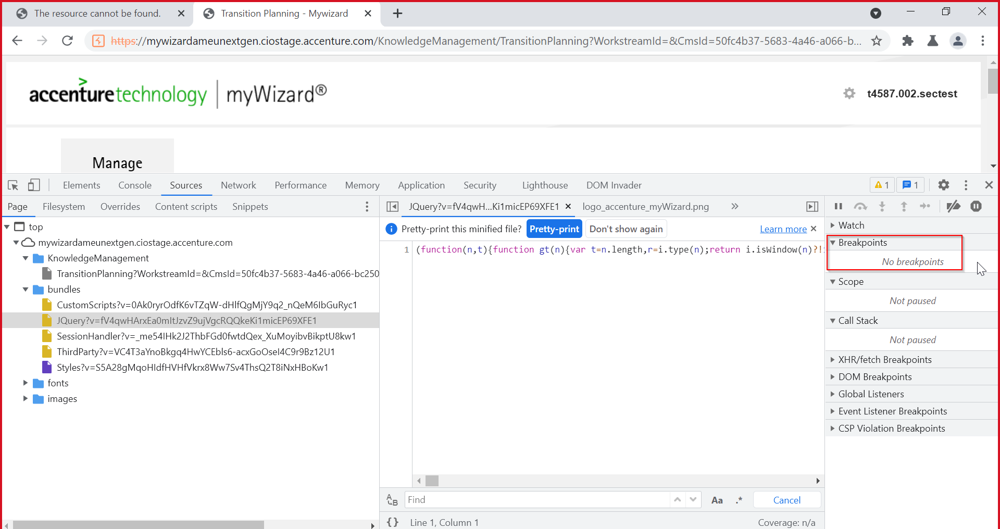 The resource cannot be found.
Transition Planning - Mywizard
https://mywizardameunextgen.ciostage.accenture.com/KnowledgeManagement/TransitionPlanning?WorkstreamId=&CmsId=50fc4b37-5683-4a46-a066-b...
accenturetechnology | myWizard®
t4587.002.sectest
Manage
Elements Console Sources Network Performance Memory Application Security Lighthouse DOM Invader 1 1
Page Filesystem Overrides Content scripts Snippets
JQuery?v=fV4qwH...Ki1micEP69XFE1 logo_accenture_myWizard.png
Pretty-print this minified file? Pretty-print Don't show again Learn more
top
mywizardameunextgen.ciostage.accenture.com
KnowledgeManagement
TransitionPlanning?WorkstreamId=&CmsId=50fc4b37-5683-4a46-a066-bc250
bundles
CustomScripts?v=0Ak0ryrOdfK6vTZqW-dHlfQgMjY9q2_nQeM6IbGuRyc1
JQuery?v=fV4qwHArxEa0mItJzvZ9ujVgcRQQkeKi1micEP69XFE1
SessionHandler?v=_me54IHk2J2ThbFGd0fwtdQex_XuMoyibvBikptU8kw1
ThirdParty?v=VC4T3aYnoBkgq4HwYCEbls6-acxGoOseI4C9r9Bz12U1
Styles?v=S5A28gMqoHIdfHVHfVkrx8Ww7Sv4ThsQ2T8iNxHBoKw1
fonts
images
1 (function(n,t){function gt(n){var t=n.length,r=i.type(n);return i.isWindow(n)?!
Find
Aa .* Cancel
{} Line 1, Column 1 Coverage: n/a
Watch
Breakpoints
No breakpoints
Scope
Not paused
Call Stack
Not paused
XHR/fetch Breakpoints
DOM Breakpoints
Global Listeners
Event Listener Breakpoints
CSP Violation Breakpoints